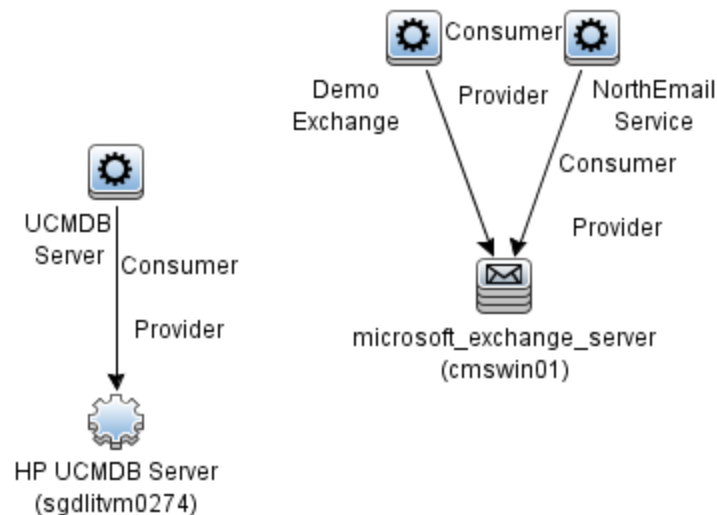 Consumer
Demo
Exchange
Provider
NorthEmail
Service
Consumer
Provider
microsoft_exchange_server
(cmswin01)
UCMDB
Server
Consumer
Provider
HP UCMDB Server
(sgdlitvm0274)